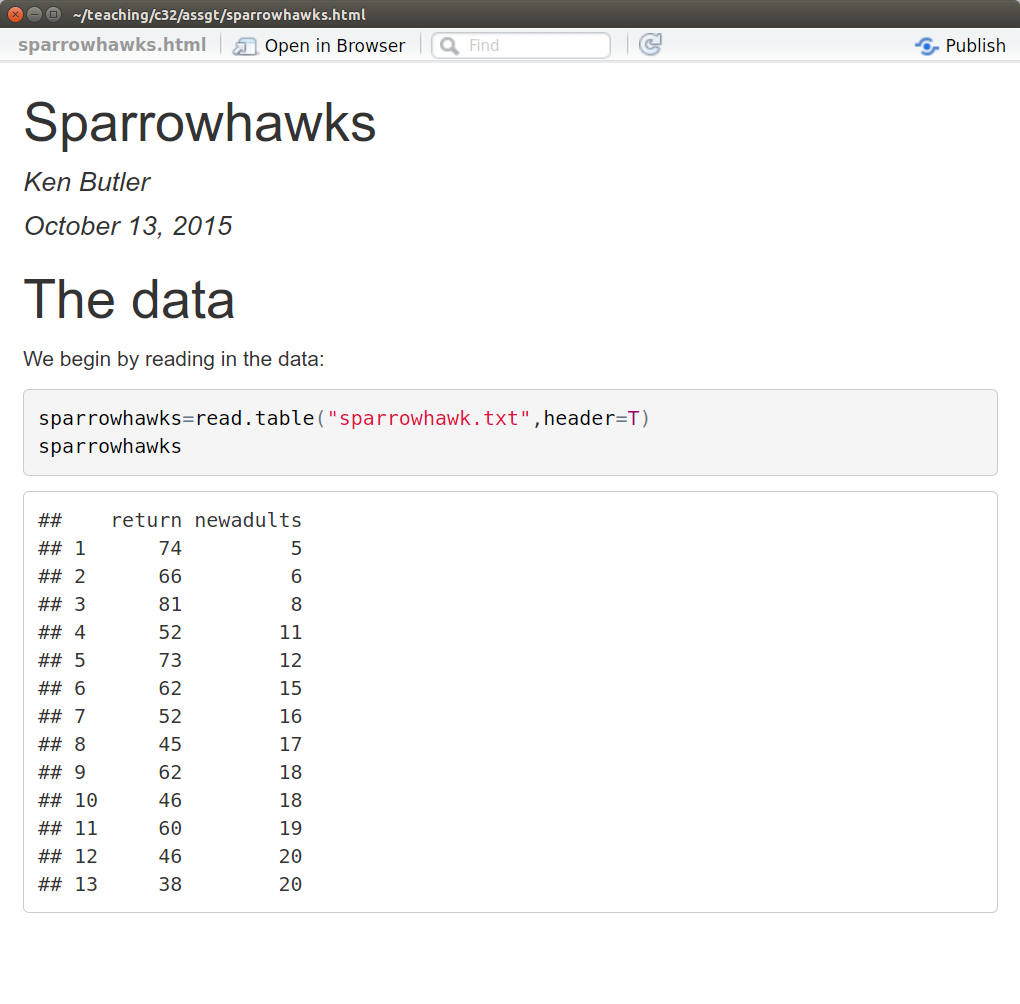 ~/teaching/c32/assgt/sparrowhawks.html
sparrowhawks.html Open in Browser Find Publish
Sparrowhawks
Ken Butler
October 13, 2015
The data
We begin by reading in the data:
sparrowhawks=read.table("sparrowhawk.txt",header=T)
sparrowhawks
##    return newadults
## 1      74         5
## 2      66         6
## 3      81         8
## 4      52        11
## 5      73        12
## 6      62        15
## 7      52        16
## 8      45        17
## 9      62        18
## 10     46        18
## 11     60        19
## 12     46        20
## 13     38        20